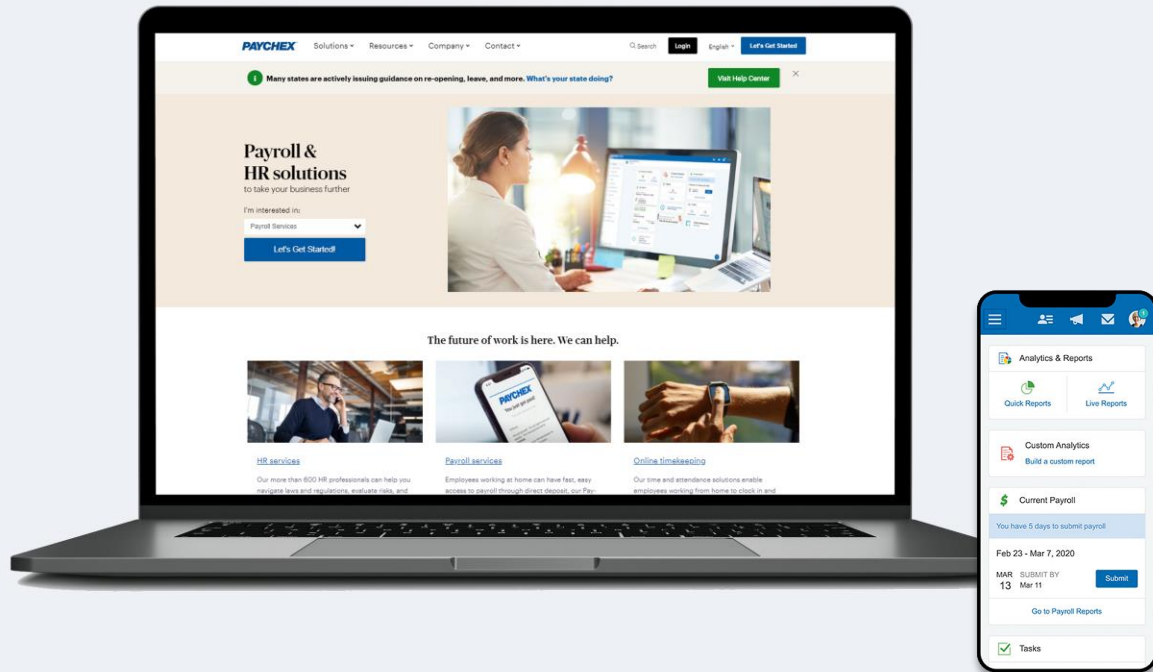 PAYCHEX Solutions Resources Company Contact Search Login English Let's Get Started
i Many states are actively issuing guidance on re-opening, leave, and more. What's your state doing? Visit Help Center
Payroll &
HR solutions
to take your business further
I'm interested in:
Payroll Services
Let's Get Started!
The future of work is here. We can help.
PAYCHEX
You just got paid!
HR services
Our more than 600 HR professionals can help you
navigate laws and regulations, evaluate risks, and
Payroll services
Employees working at home can have fast, easy
access to payroll through direct deposit, our Pay-
Online timekeeping
Our time and attendance solutions enable
employees working from home to clock in and
1
Analytics & Reports
Quick Reports Live Reports
Custom Analytics
Build a custom report
$ Current Payroll
You have 5 days to submit payroll
Feb 23 - Mar 7, 2020
MAR SUBMIT BY
13 Mar 11 Submit
Go to Payroll Reports
Tasks